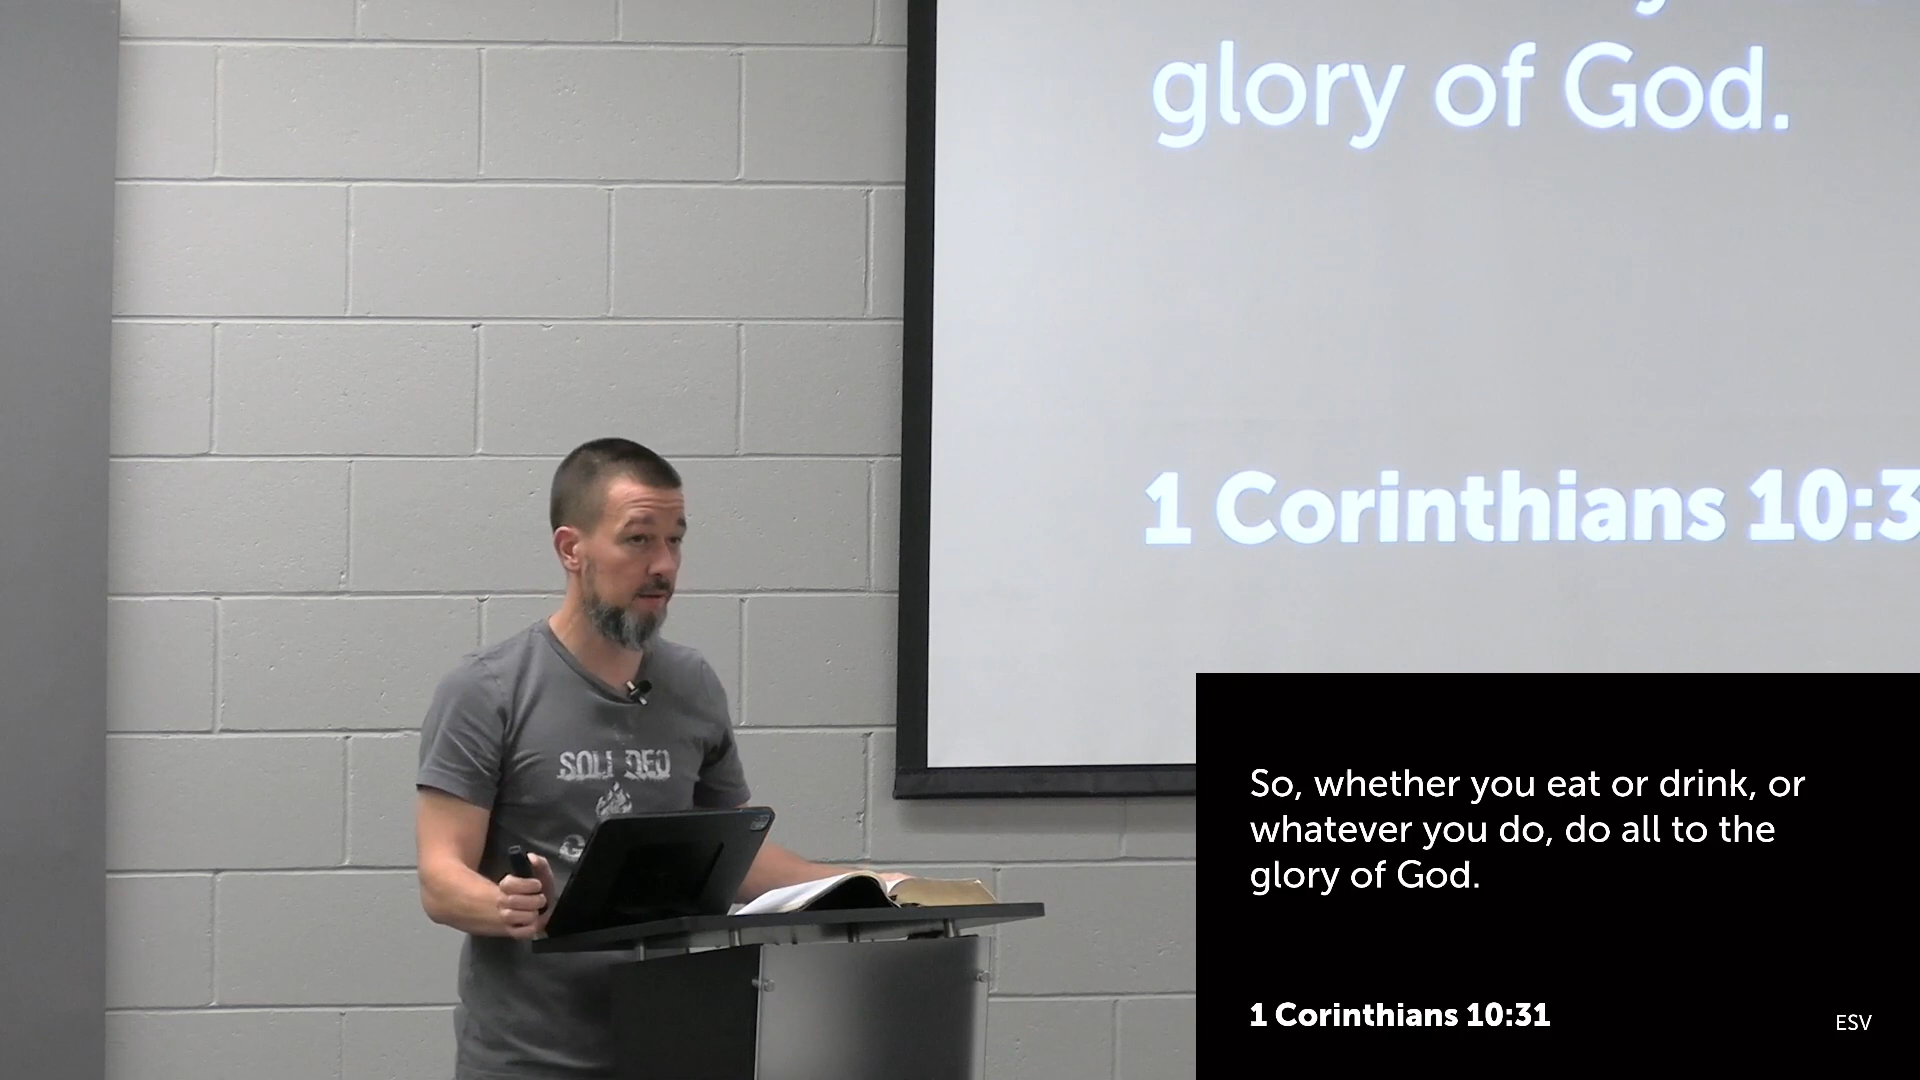 glory of God.
1 Corinthians 10:3
SOLI DEO
So, whether you eat or drink, or
whatever you do, do all to the
glory of God.
1 Corinthians 10:31
ESV